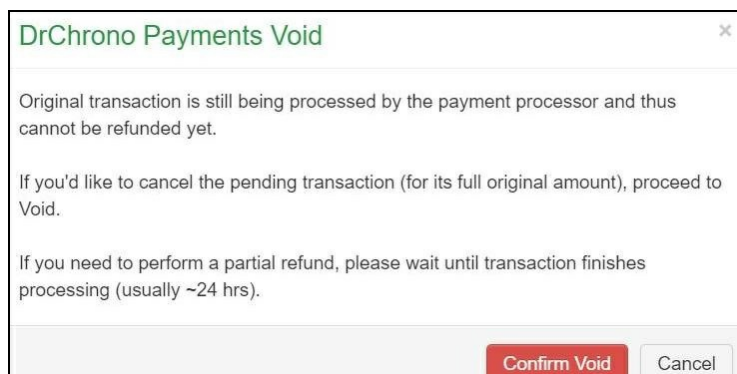 DrChrono Payments Void
×
Original transaction is still being processed by the payment processor and thus
cannot be refunded yet.
If you'd like to cancel the pending transaction (for its full original amount), proceed to
Void.
If you need to perform a partial refund, please wait until transaction finishes
processing (usually ~24 hrs).
Confirm Void
Cancel